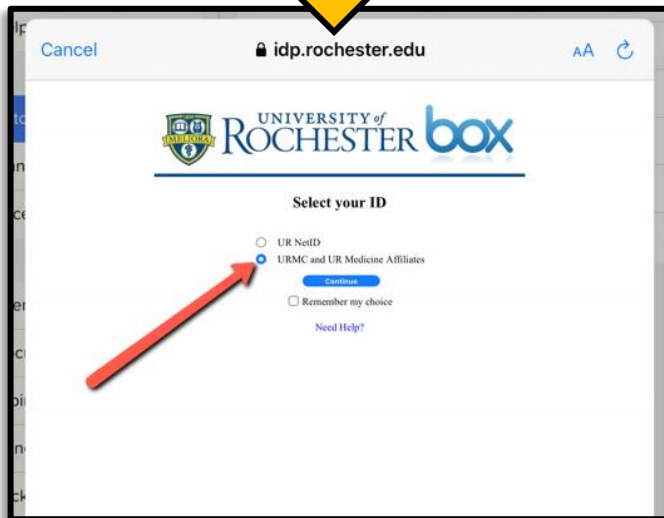 Cancel
idp.rochester.edu
AA
MELIORA
UNIVERSITY of
ROCHESTER box
Select your ID
UR NetID
URMC and UR Medicine Affiliates
Continue
Remember my choice
Need Help?